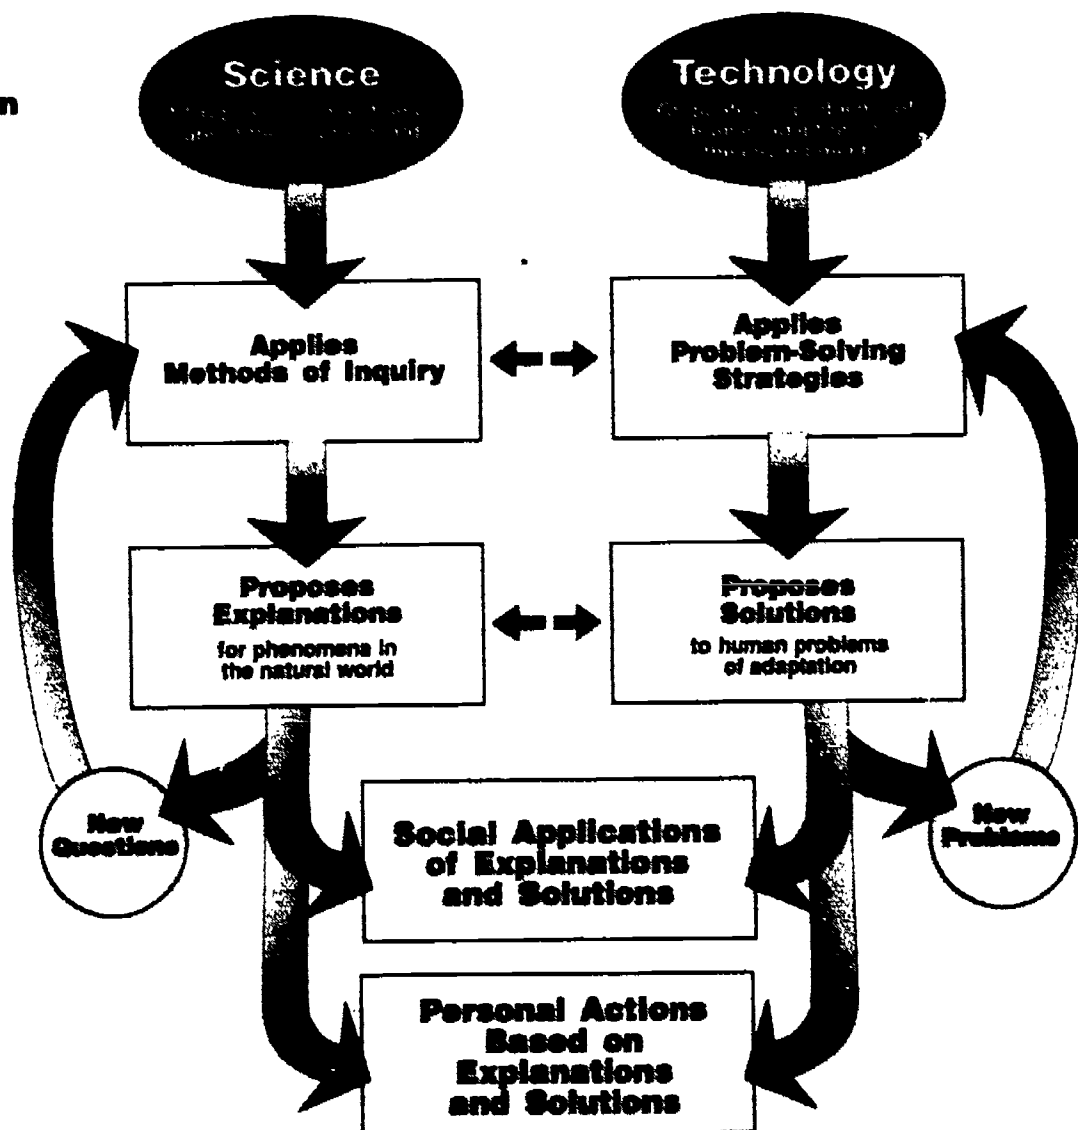 n
Science
Technology
Applies
Methods of Inquiry
Applies
Problem-Solving
Strategies
Proposes
Explanations
for phenomena in
the natural world
Proposes
Solutions
to human problems
of adaptation
New
Questions
Social Applications
of Explanations
and Solutions
New
Problems
Personal Actions
Based on
Explanations
and Solutions